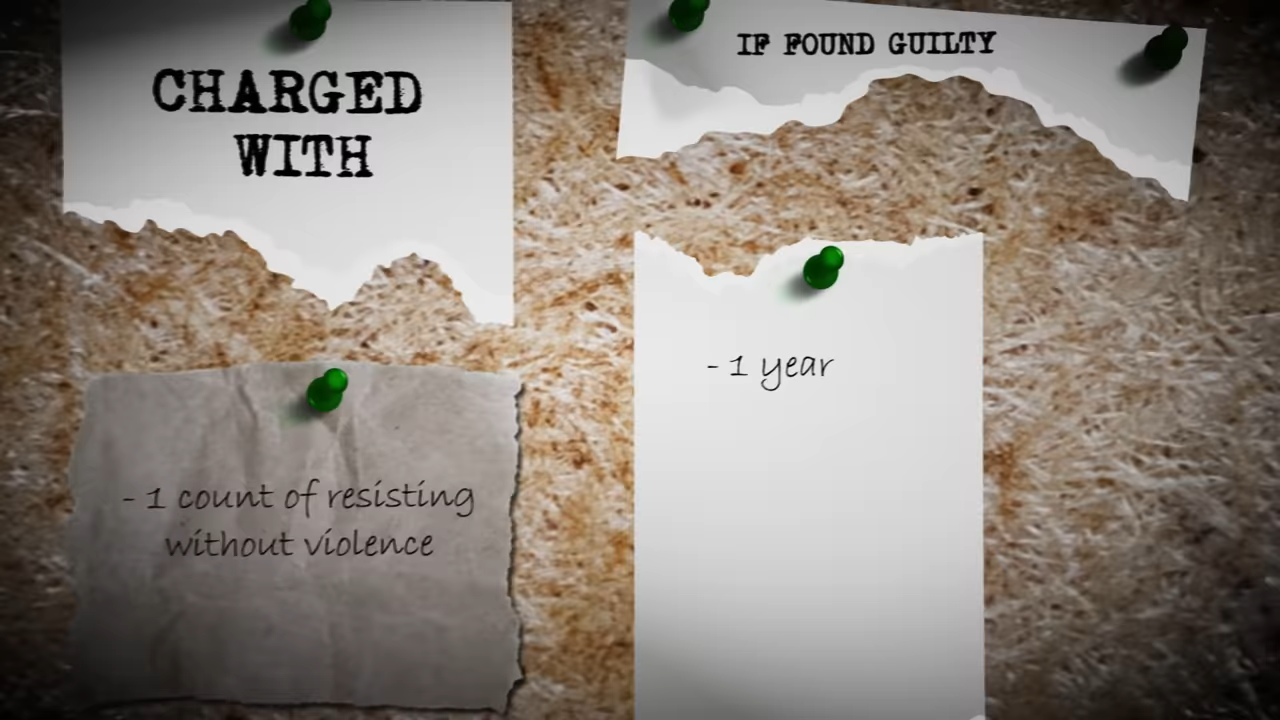 CHARGED
WITH
- 1 count of resisting
without violence
IF FOUND GUILTY
- 1 year